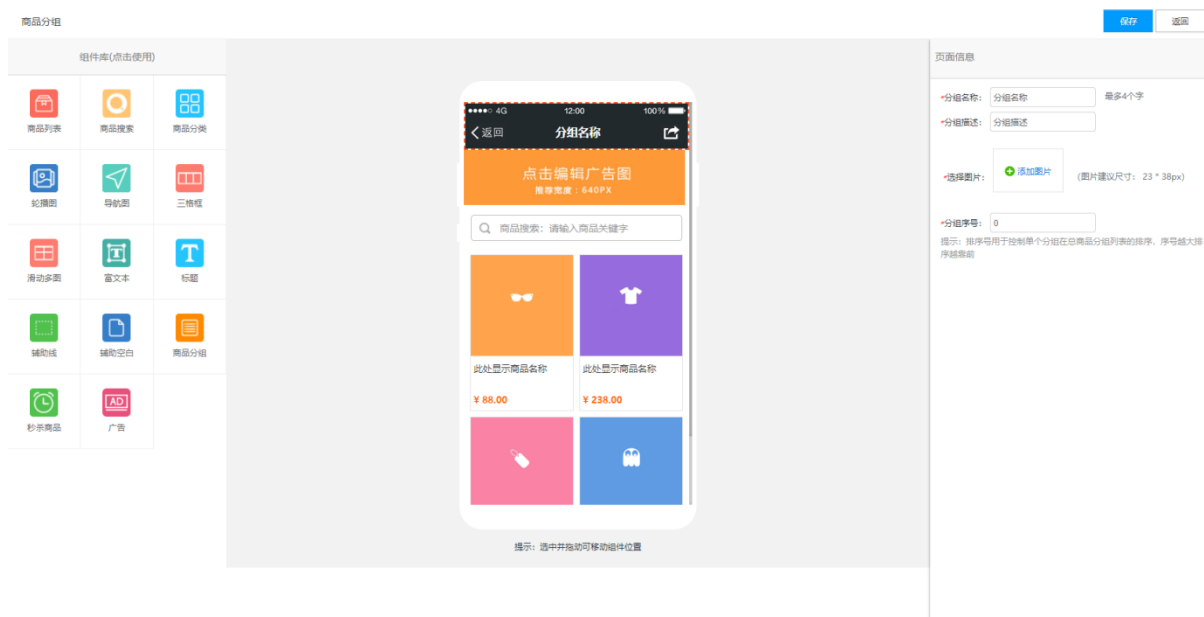 商品分组
保存
返回
组件库(点击使用)
商品列表
商品搜索
商品分类
轮播图
导航图
三格框
滑动多图
富文本
标题
辅助线
辅助空白
商品分组
秒杀商品
AD
广告
4G
12:00
100%
返回
分组名称
点击编辑广告图
推荐宽度：640PX
商品搜索：请输入商品关键字
此处显示商品名称
此处显示商品名称
¥ 88.00
¥ 238.00
提示：选中并拖动可移动组件位置
页面信息
*分组名称： 分组名称 最多4个字
*分组描述： 分组描述
*选择图片： 添加图片 (图片建议尺寸：23 * 38px)
*分组序号： 0
提示：排序号用于控制单个分组在总商品分组列表的排序，序号越大排
序越靠前